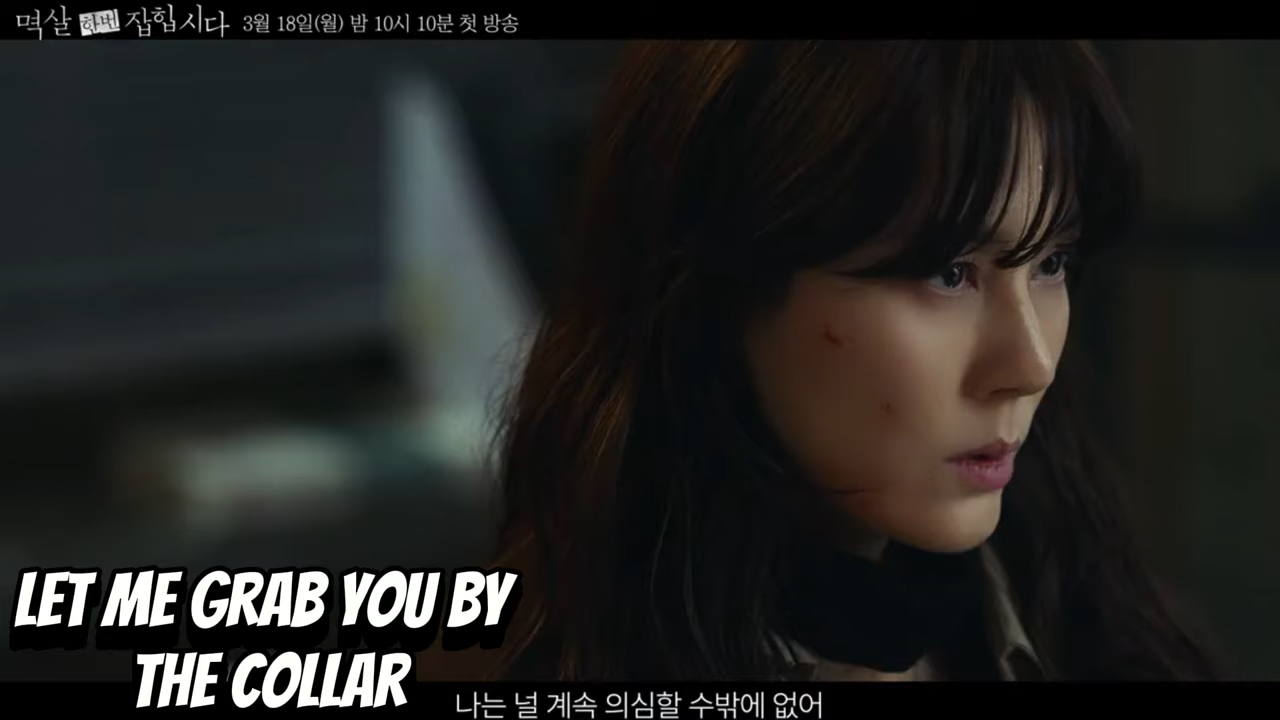 멱살 한번 잡힙시다 3월 18일(월) 밤 10시 10분 첫 방송
LET ME GRAB YOU BY
THE COLLAR
나는 널 계속 의심할 수밖에 없어